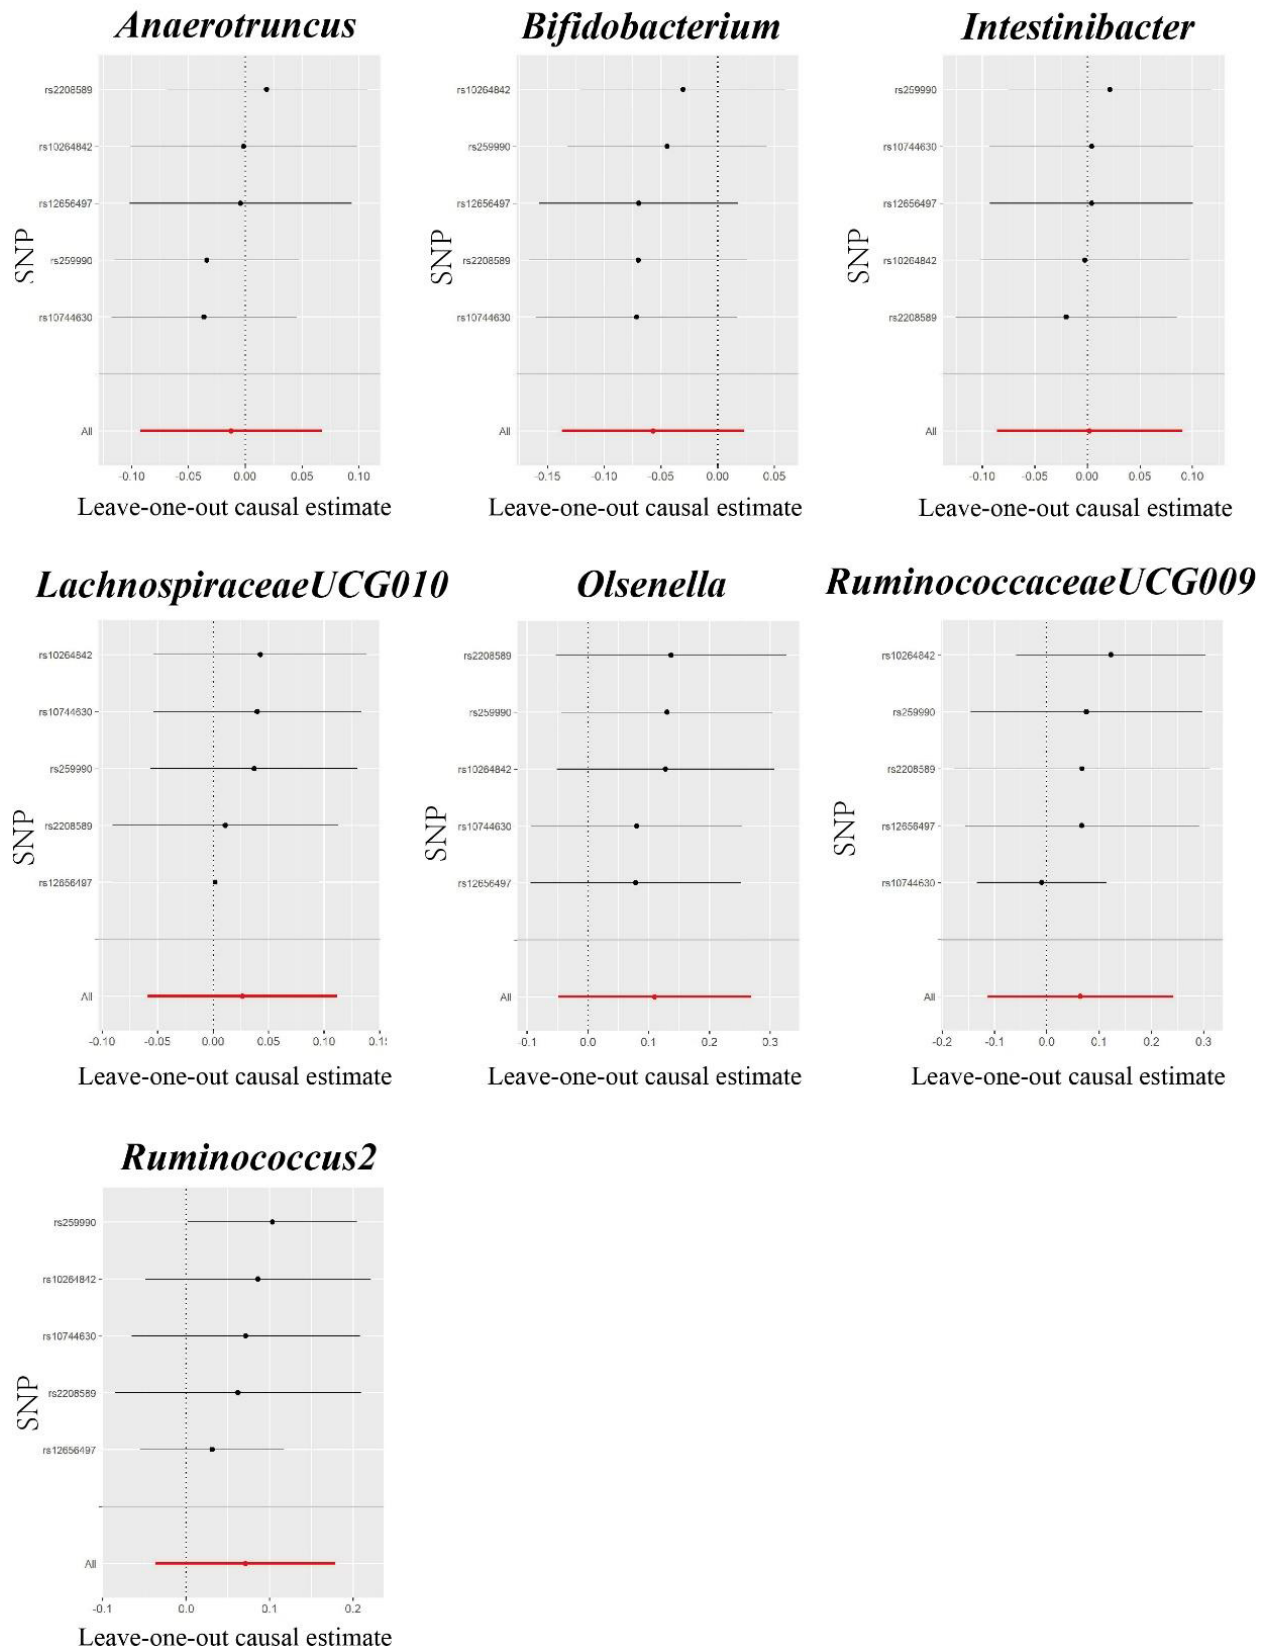 Anaerotruncus
rs2208589
rs10264842
rs12656497
rs259990
rs10744630
All
SNP
-0.10 -0.05 0.00 0.05 0.10
Leave-one-out causal estimate
Bifidobacterium
rs10264842
rs259990
rs12656497
rs2208589
rs10744630
All
SNP
-0.15 -0.10 -0.05 0.00 0.05
Leave-one-out causal estimate
Intestinibacter
rs259990
rs10744630
rs12656497
rs10264842
rs2208589
All
SNP
-0.10 -0.05 0.00 0.05 0.10
Leave-one-out causal estimate
LachnospiraceaeUCG010
rs10264842
rs10744630
rs259990
rs2208589
rs12656497
All
SNP
-0.10 -0.05 0.00 0.05 0.10 0.1
Leave-one-out causal estimate
Olsenella
rs2208589
rs259990
rs10264842
rs10744630
rs12656497
All
SNP
-0.1 0.0 0.1 0.2 0.3
Leave-one-out causal estimate
RuminococcaceaeUCG009
rs10264842
rs259990
rs2208589
rs12656497
rs10744630
All
SNP
-0.2 -0.1 0.0 0.1 0.2 0.3
Leave-one-out causal estimate
Ruminococcus2
rs259990
rs10264842
rs10744630
rs2208589
rs12656497
All
SNP
-0.1 0.0 0.1 0.2
Leave-one-out causal estimate